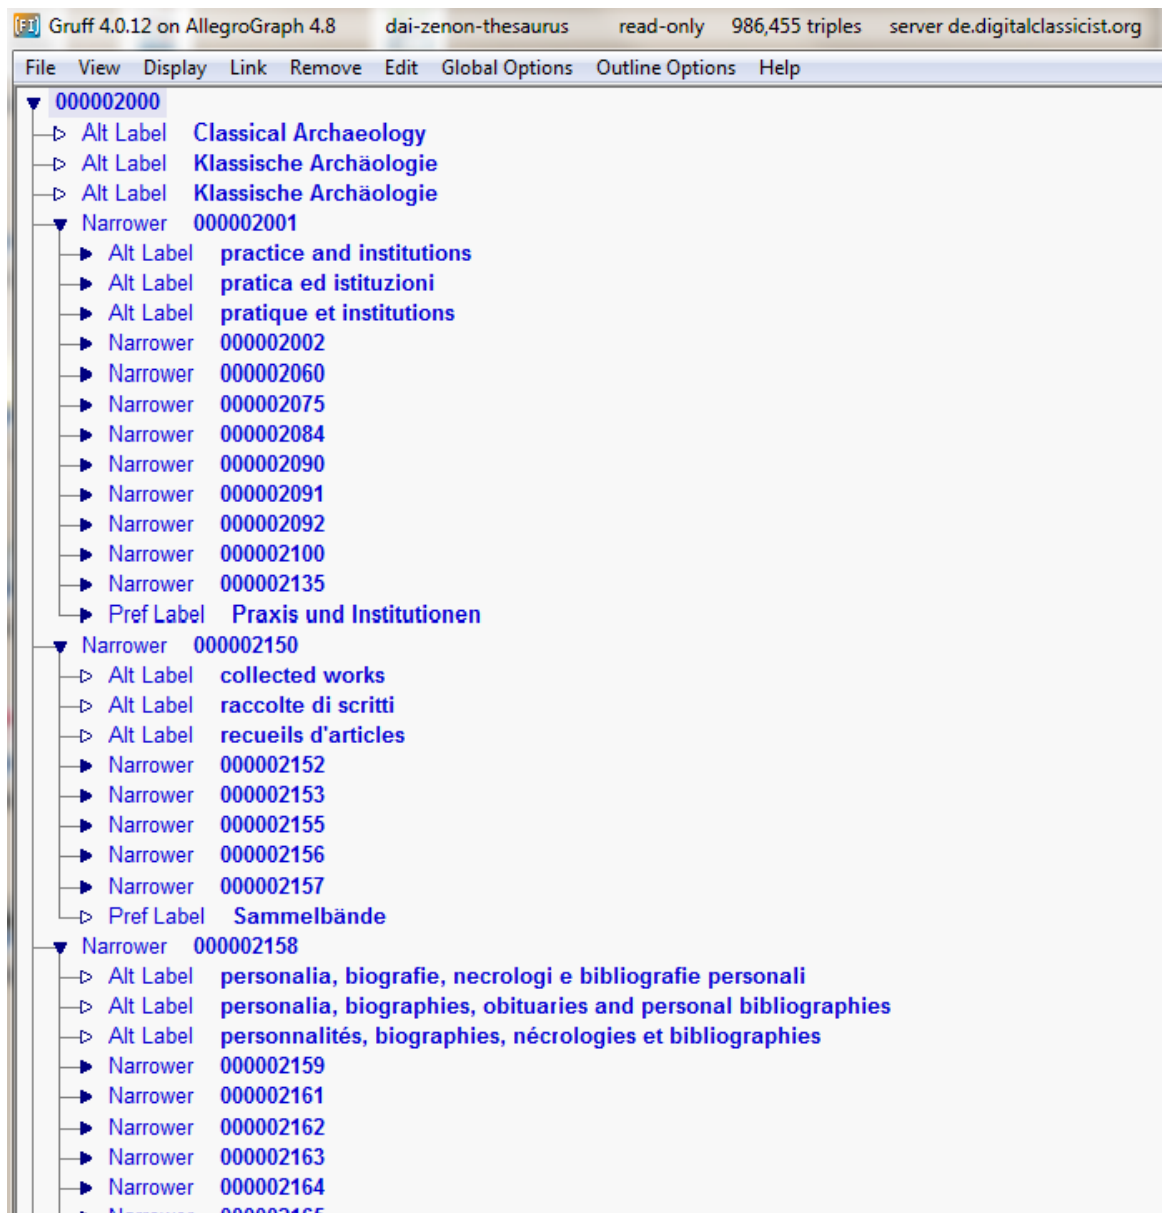 Gruff 4.0.12 on AllegroGraph 4.8 dai-zenon-thesaurus read-only 986,455 triples server de.digitalclassicist.org
File View Display Link Remove Edit Global Options Outline Options Help
000002000
Alt Label Classical Archaeology
Alt Label Klassische Archäologie
Alt Label Klassische Archäologie
Narrower 000002001
Alt Label practice and institutions
Alt Label pratica ed istituzioni
Alt Label pratique et institutions
Narrower 000002002
Narrower 000002060
Narrower 000002075
Narrower 000002084
Narrower 000002090
Narrower 000002091
Narrower 000002092
Narrower 000002100
Narrower 000002135
Pref Label Praxis und Institutionen
Narrower 000002150
Alt Label collected works
Alt Label raccolte di scritti
Alt Label recueils d'articles
Narrower 000002152
Narrower 000002153
Narrower 000002155
Narrower 000002156
Narrower 000002157
Pref Label Sammelbände
Narrower 000002158
Alt Label personalia, biografie, necrologi e bibliografie personali
Alt Label personalia, biographies, obituaries and personal bibliographies
Alt Label personnalités, biographies, nécrologies et bibliographies
Narrower 000002159
Narrower 000002161
Narrower 000002162
Narrower 000002163
Narrower 000002164
Narrower 000002165